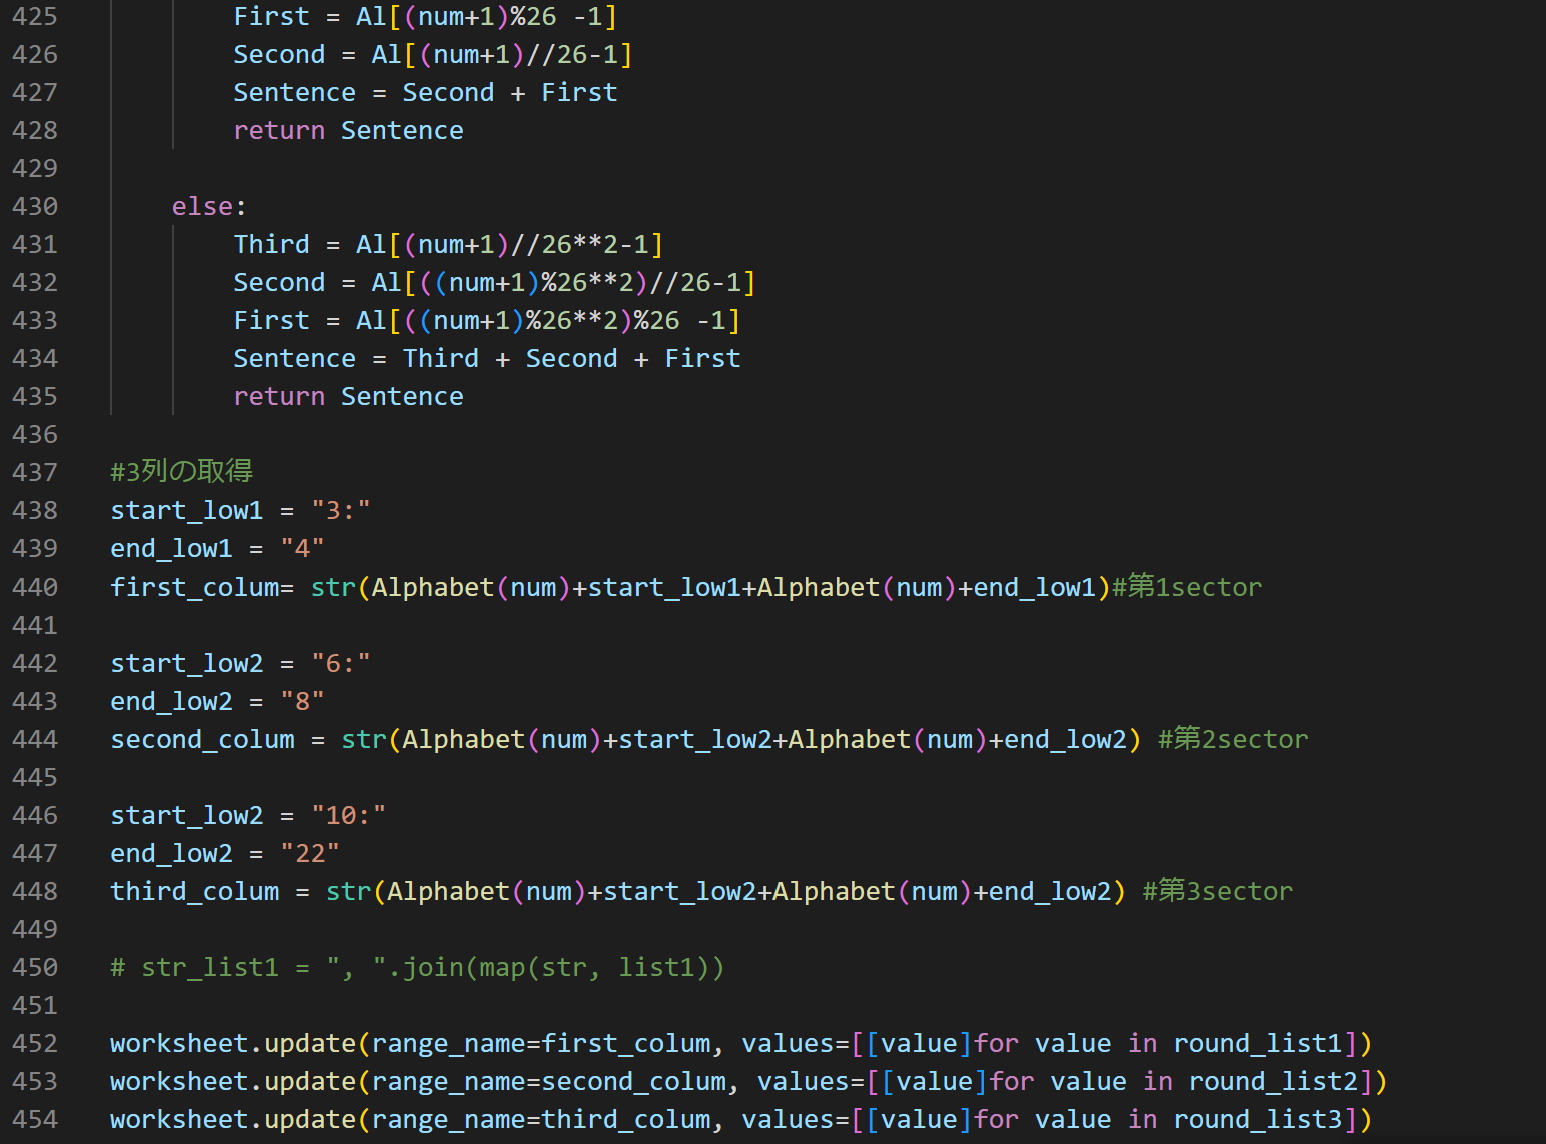 425 First = Al[(num+1)%26 -1]
426 Second = Al[(num+1)//26-1]
427 Sentence = Second + First
428 return Sentence
429
430 else:
431 Third = Al[(num+1)//26**2-1]
432 Second = Al[((num+1)%26**2)//26-1]
433 First = Al[((num+1)%26**2)%26 -1]
434 Sentence = Third + Second + First
435 return Sentence
436
437 #3列の取得
438 start_low1 = "3:"
439 end_low1 = "4"
440 first_colum= str(Alphabet(num)+start_low1+Alphabet(num)+end_low1)#第1sector
441
442 start_low2 = "6:"
443 end_low2 = "8"
444 second_colum = str(Alphabet(num)+start_low2+Alphabet(num)+end_low2) #第2sector
445
446 start_low2 = "10:"
447 end_low2 = "22"
448 third_colum = str(Alphabet(num)+start_low2+Alphabet(num)+end_low2) #第3sector
449
450 # str_list1 = ", ".join(map(str, list1))
451
452 worksheet.update(range_name=first_colum, values=[[value]for value in round_list1])
453 worksheet.update(range_name=second_colum, values=[[value]for value in round_list2])
454 worksheet.update(range_name=third_colum, values=[[value]for value in round_list3])